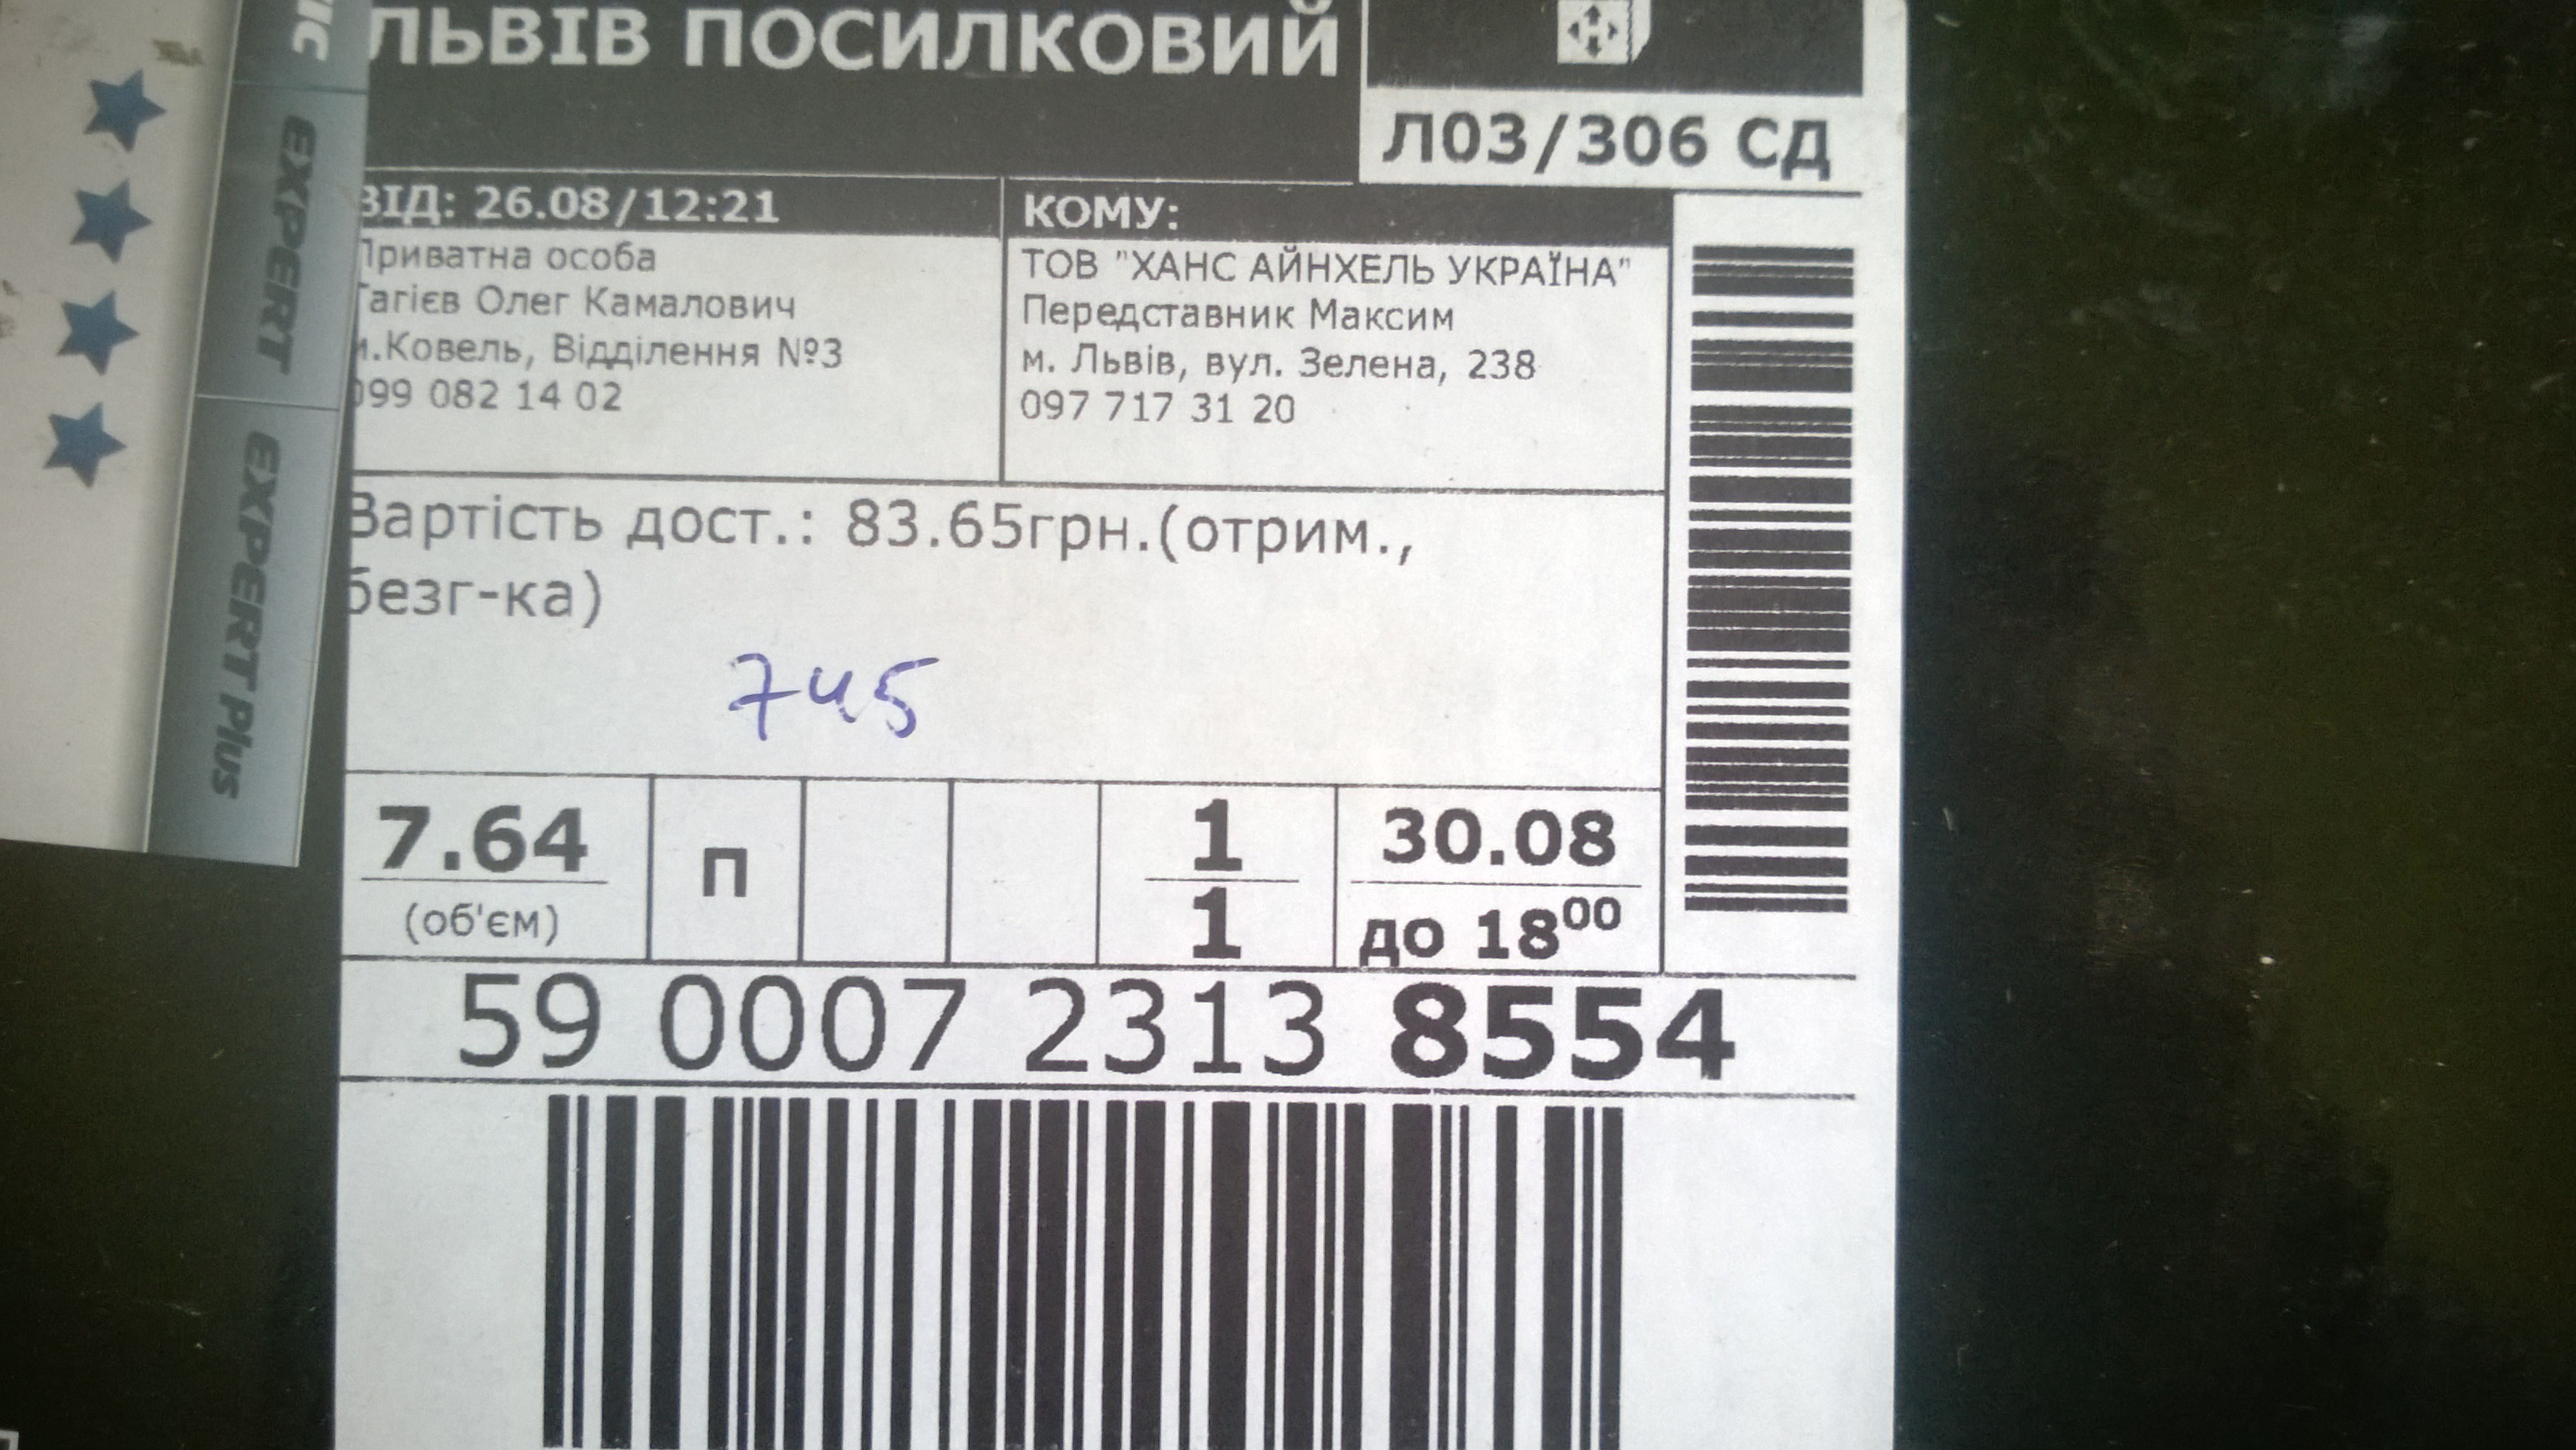 ЛЬВІВ ПОСИЛКОВИЙ
Л03/306 СД
ВІД: 26.08/12:21
Приватна особа
Тагієв Олег Камалович
м.Ковель, Відділення №3
099 082 14 02
КОМУ:
ТОВ "ХАНС АЙНХЕЛЬ УКРАЇНА"
Передставник Максим
м. Львів, вул. Зелена, 238
097 717 31 20
Вартість дост.: 83.65грн.(отрим.,
безг-ка)
745
7.64
(об'єм)
П
1
1
30.08
до 18⁰⁰
59 0007 2313 8554
EXPERT
EXPERT Plus